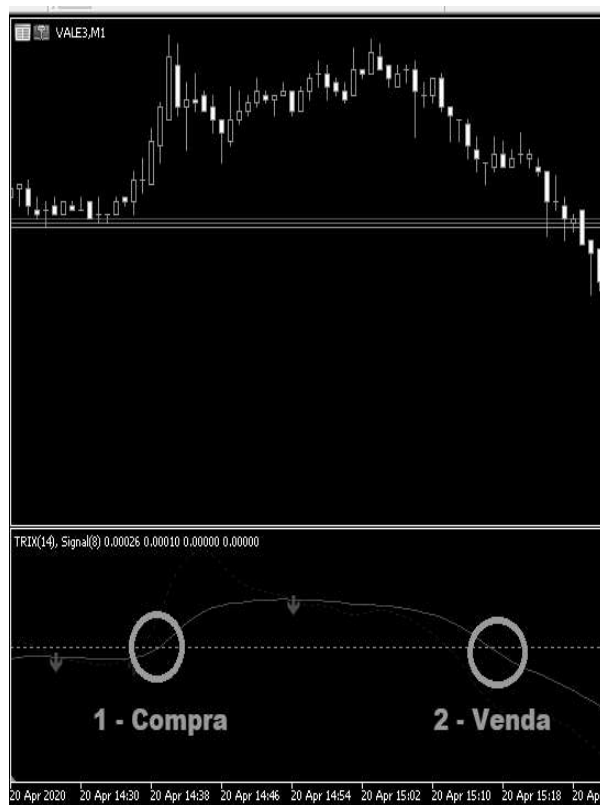 VALE3,M1
TRIX(14), Signal(8) 0.00026 0.00010 0.00000 0.00000
1 - Compra
2 - Venda
20 Apr 2020 20 Apr 14:30 20 Apr 14:38 20 Apr 14:46 20 Apr 14:54 20 Apr 15:02 20 Apr 15:10 20 Apr 15:18 20 Ap